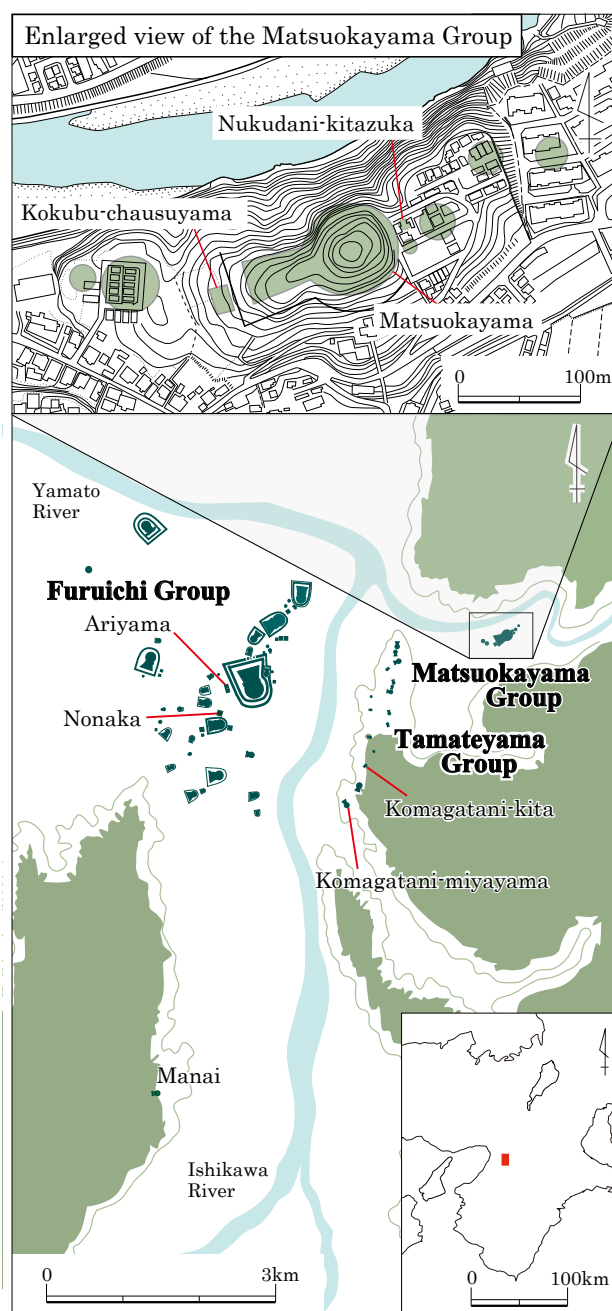 Enlarged view of the Matsuokayama Group
Nukudani-kitazuka
Kokubu-chausuyama
Matsuokayama
0 100m
Yamato
River
Furuichi Group
Ariyama
Nonaka
Matsuokayama
Group
Tamateyama
Group
Komagatani-kita
Komagatani-miyayama
Manai
Ishikawa
River
0 3km
0 100km